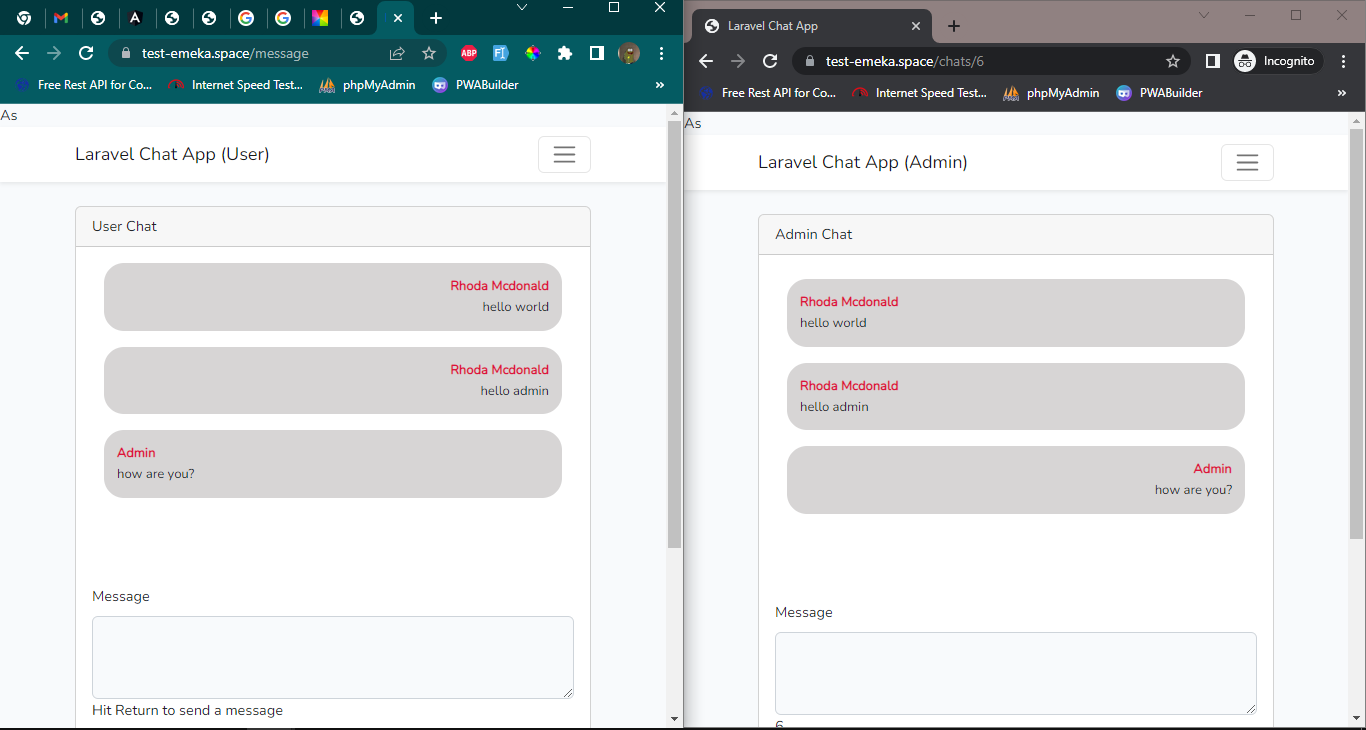 test-emeka.space/message
ABP
Free Rest API for Co...
Internet Speed Test...
phpMyAdmin
PWABuilder
»
As
Laravel Chat App (User)
User Chat
Rhoda Mcdonald
hello world
Rhoda Mcdonald
hello admin
Admin
how are you?
Message
Hit Return to send a message
Laravel Chat App
test-emeka.space/chats/6
Incognito
Free Rest API for Co...
Internet Speed Test...
phpMyAdmin
PWABuilder
»
As
Laravel Chat App (Admin)
Admin Chat
Rhoda Mcdonald
hello world
Rhoda Mcdonald
hello admin
Admin
how are you?
Message
6